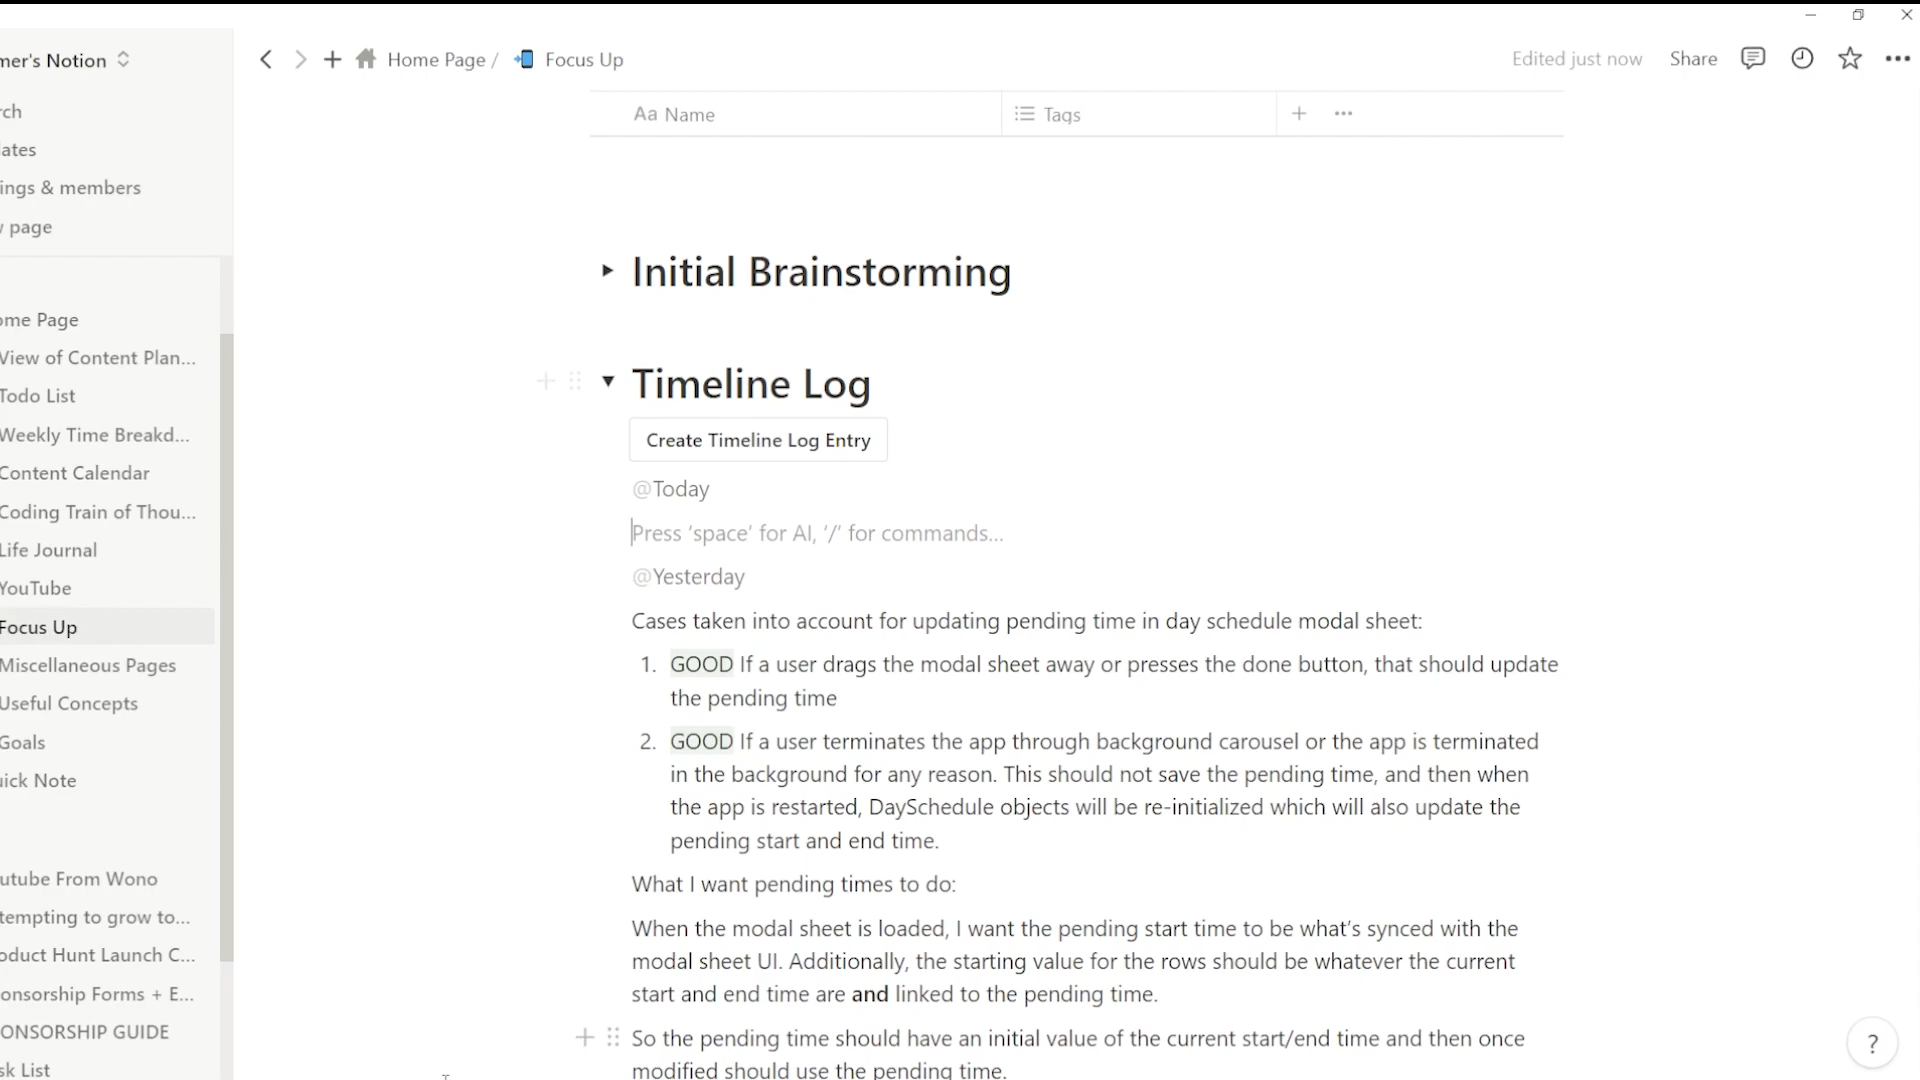 mer's Notion
Home Page /
Focus Up
Edited just now
Share
rch
ates
ings & members
page
ome Page
View of Content Plan...
Todo List
Weekly Time Breakd...
Content Calendar
Coding Train of Thou...
Life Journal
YouTube
Focus Up
Miscellaneous Pages
Useful Concepts
Goals
uick Note
utube From Wono
tempting to grow to...
oduct Hunt Launch C...
onsorship Forms + E...
ONSORSHIP GUIDE
sk List
Aa Name
Tags
Initial Brainstorming
Timeline Log
Create Timeline Log Entry
@Today
Press ‘space’ for AI, ‘/’ for commands…
@Yesterday
Cases taken into account for updating pending time in day schedule modal sheet:
1. GOOD If a user drags the modal sheet away or presses the done button, that should update
the pending time
2. GOOD If a user terminates the app through background carousel or the app is terminated
in the background for any reason. This should not save the pending time, and then when
the app is restarted, DaySchedule objects will be re-initialized which will also update the
pending start and end time.
What I want pending times to do:
When the modal sheet is loaded, I want the pending start time to be what’s synced with the
modal sheet UI. Additionally, the starting value for the rows should be whatever the current
start and end time are and linked to the pending time.
So the pending time should have an initial value of the current start/end time and then once
modified should use the pending time.
?